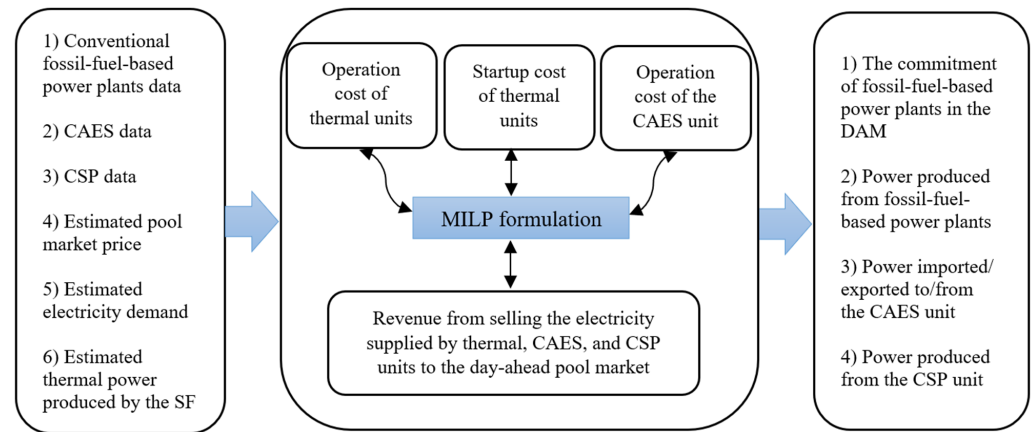 1) Conventional
fossil-fuel-based
power plants data
2) CAES data
3) CSP data
4) Estimated pool
market price
5) Estimated
electricity demand
6) Estimated
thermal power
produced by the SF
Operation
cost of
thermal units
Startup cost
of thermal
units
Operation
cost of the
CAES unit
MILP formulation
Revenue from selling the electricity
supplied by thermal, CAES, and CSP
units to the day-ahead pool market
1) The commitment
of fossil-fuel-based
power plants in the
DAM
2) Power produced
from fossil-fuel-
based power plants
3) Power imported/
exported to/from
the CAES unit
4) Power produced
from the CSP unit